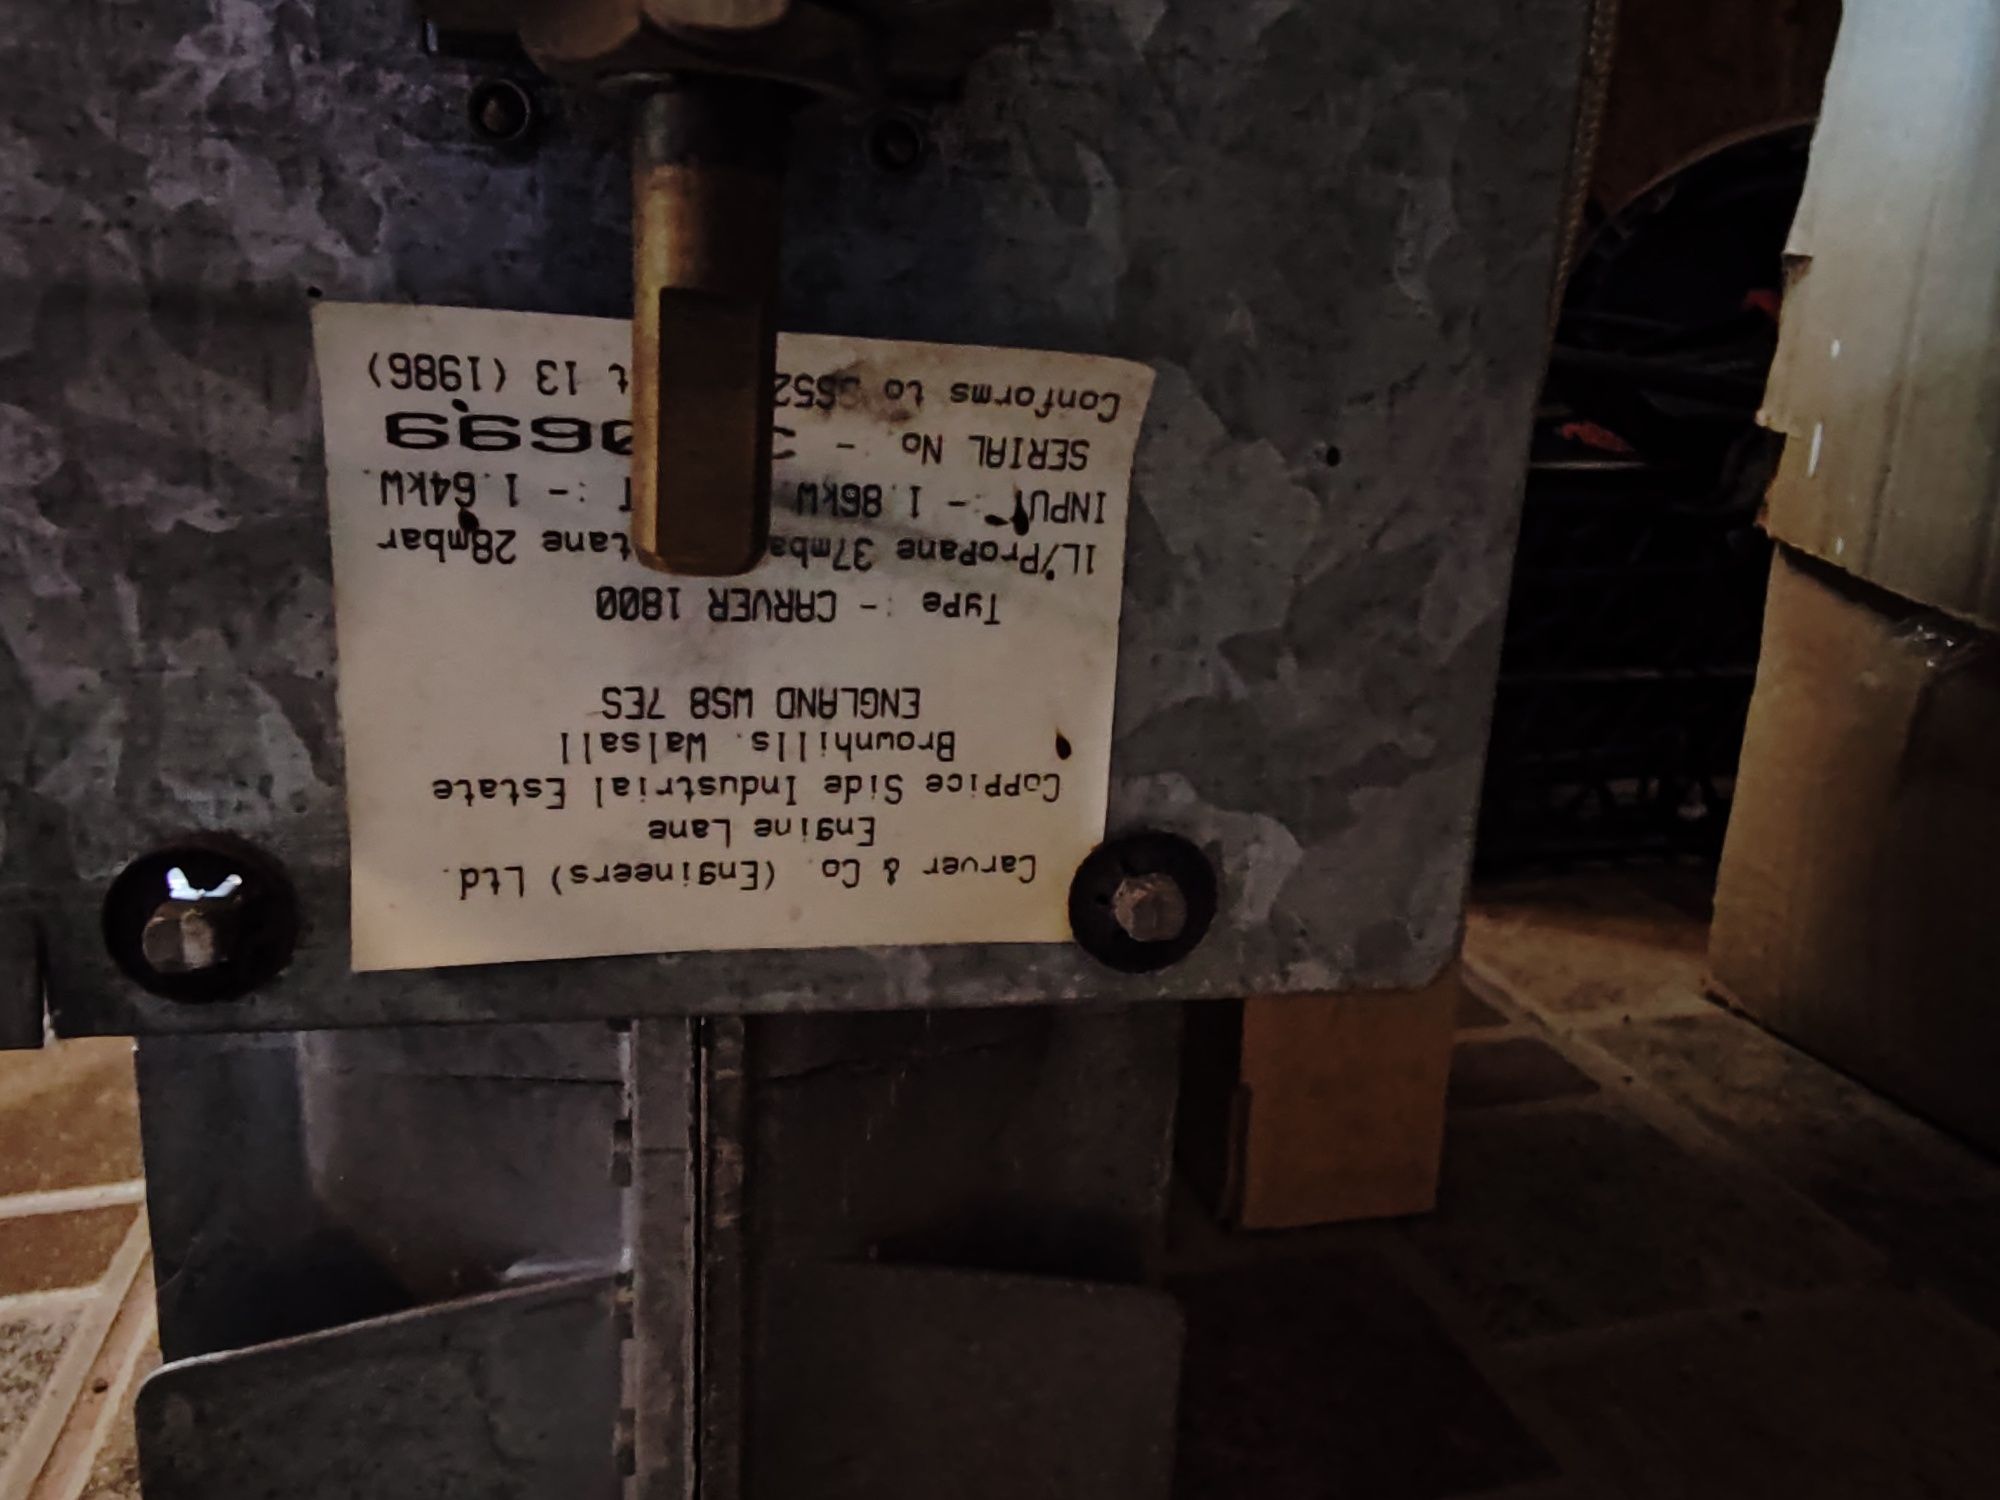 Carver & Co. (Engineers) Ltd.
Engine Lane
Coppice Side Industrial Estate
Brownhills. Walsall
ENGLAND WS8 7ES
Type :- CARVER 1800
1L/Propane 37mba tane 28mbar
INPUT :- 1.86kW. T :- 1.64kW.
SERIAL No. - 0699
Conforms to t 13 (1986)